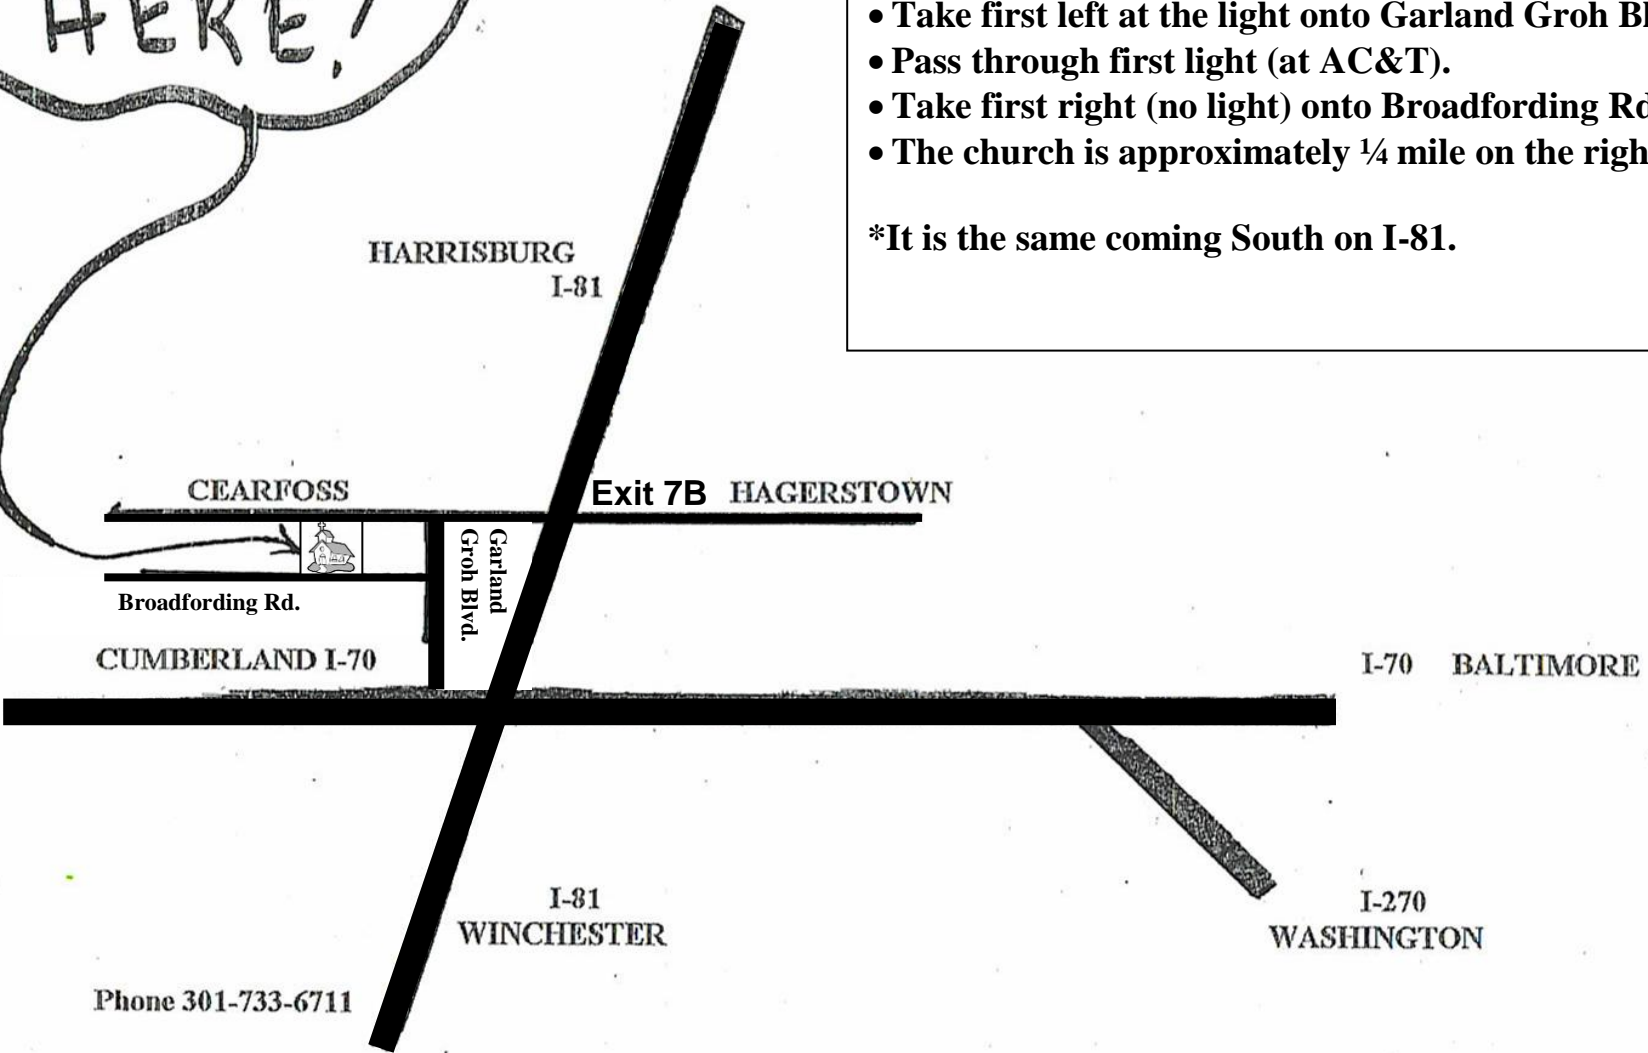 HERE!
• Take first left at the light onto Garland Groh Bl
• Pass through first light (at AC&T).
• Take first right (no light) onto Broadfording Rd
• The church is approximately ¼ mile on the righ
*It is the same coming South on I-81.
HARRISBURG
I-81
CEARFOSS
Exit 7B HAGERSTOWN
Garland
Groh Blvd.
Broadfording Rd.
CUMBERLAND I-70
I-70 BALTIMORE
I-81
WINCHESTER
I-270
WASHINGTON
Phone 301-733-6711